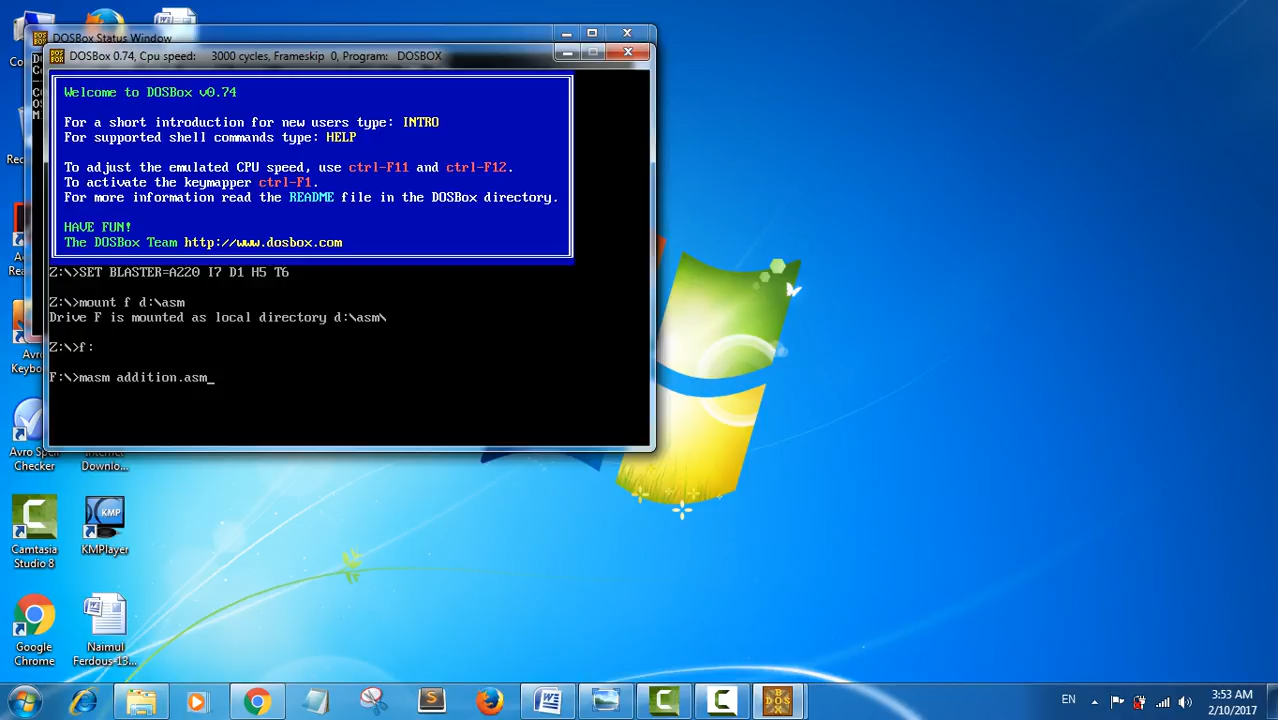 DOSBox Status Window
DOSBox 0.74, Cpu speed: 3000 cycles, Frameskip 0, Program: DOSBOX
Welcome to DOSBox v0.74
For a short introduction for new users type: INTRO
For supported shell commands type: HELP
To adjust the emulated CPU speed, use ctrl-F11 and ctrl-F12.
To activate the keymapper ctrl-F1.
For more information read the README file in the DOSBox directory.
HAVE FUN!
The DOSBox Team http://www.dosbox.com
Z:\>SET BLASTER=A220 I7 D1 H5 T6
Z:\>mount f d:\asm
Drive F is mounted as local directory d:\asm\
Z:\>f:
F:\>masm addition.asm_
Avro Spell
Checker
Internet
Downlo...
Camtasia
Studio 8
KMP
KMPlayer
Google
Chrome
Naimul
Ferdous-13...
EN
3:53 AM
2/10/2017